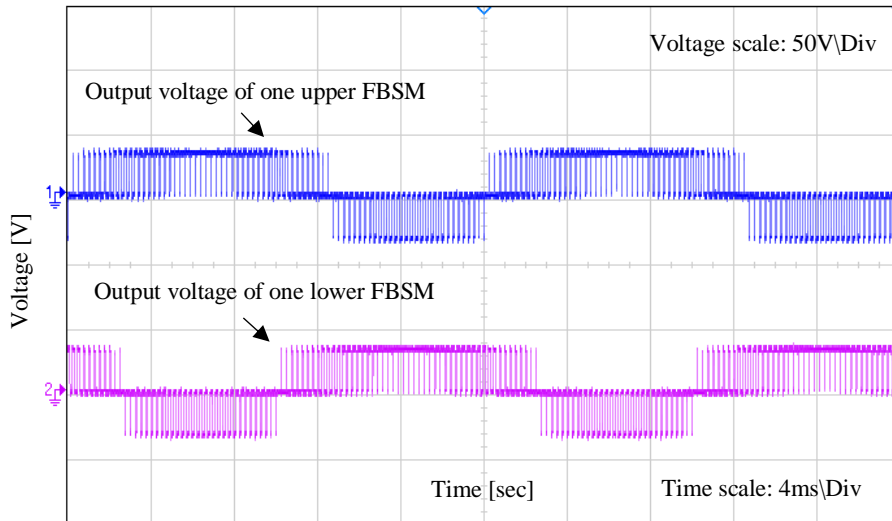 Voltage scale: 50V\Div
Output voltage of one upper FBSM
1
Voltage [V]
Output voltage of one lower FBSM
2
Time [sec]
Time scale: 4ms\Div